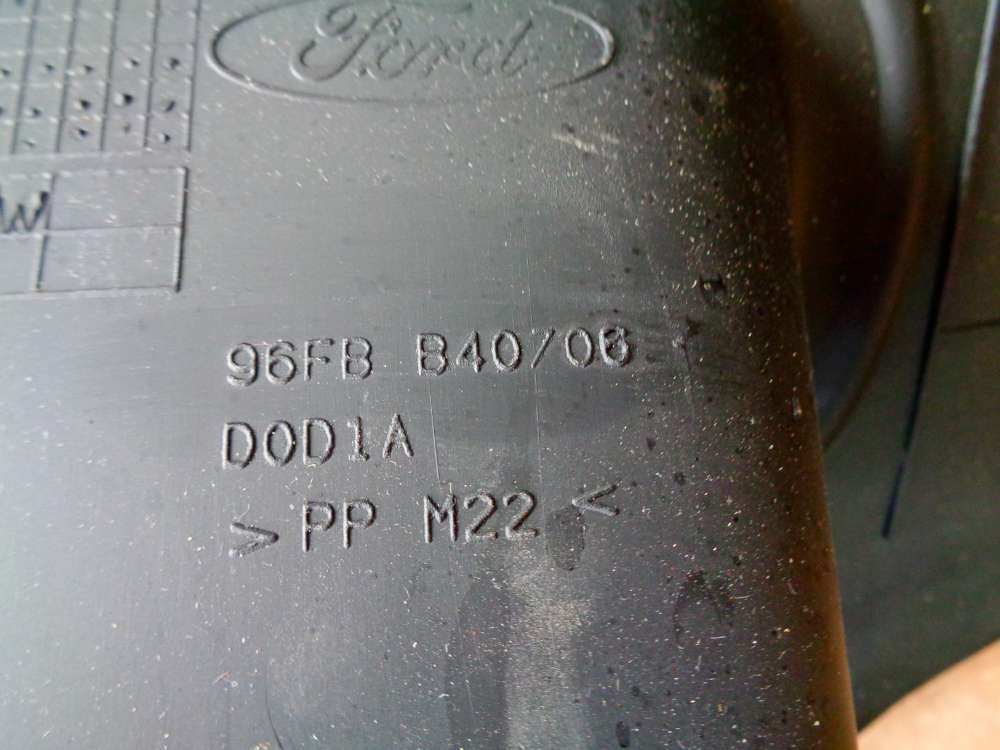 Ford
W
96FB B40706
D0D1A
>PP M22<